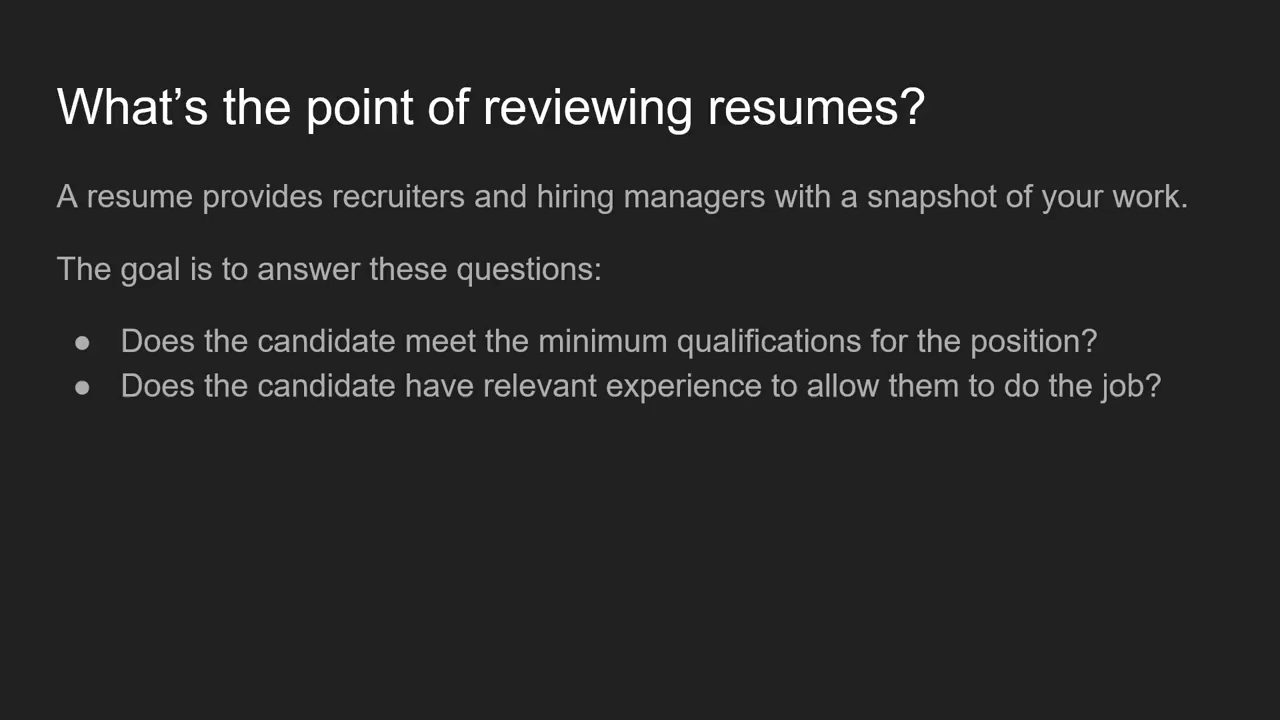 What’s the point of reviewing resumes?
A resume provides recruiters and hiring managers with a snapshot of your work.
The goal is to answer these questions:
● Does the candidate meet the minimum qualifications for the position?
● Does the candidate have relevant experience to allow them to do the job?